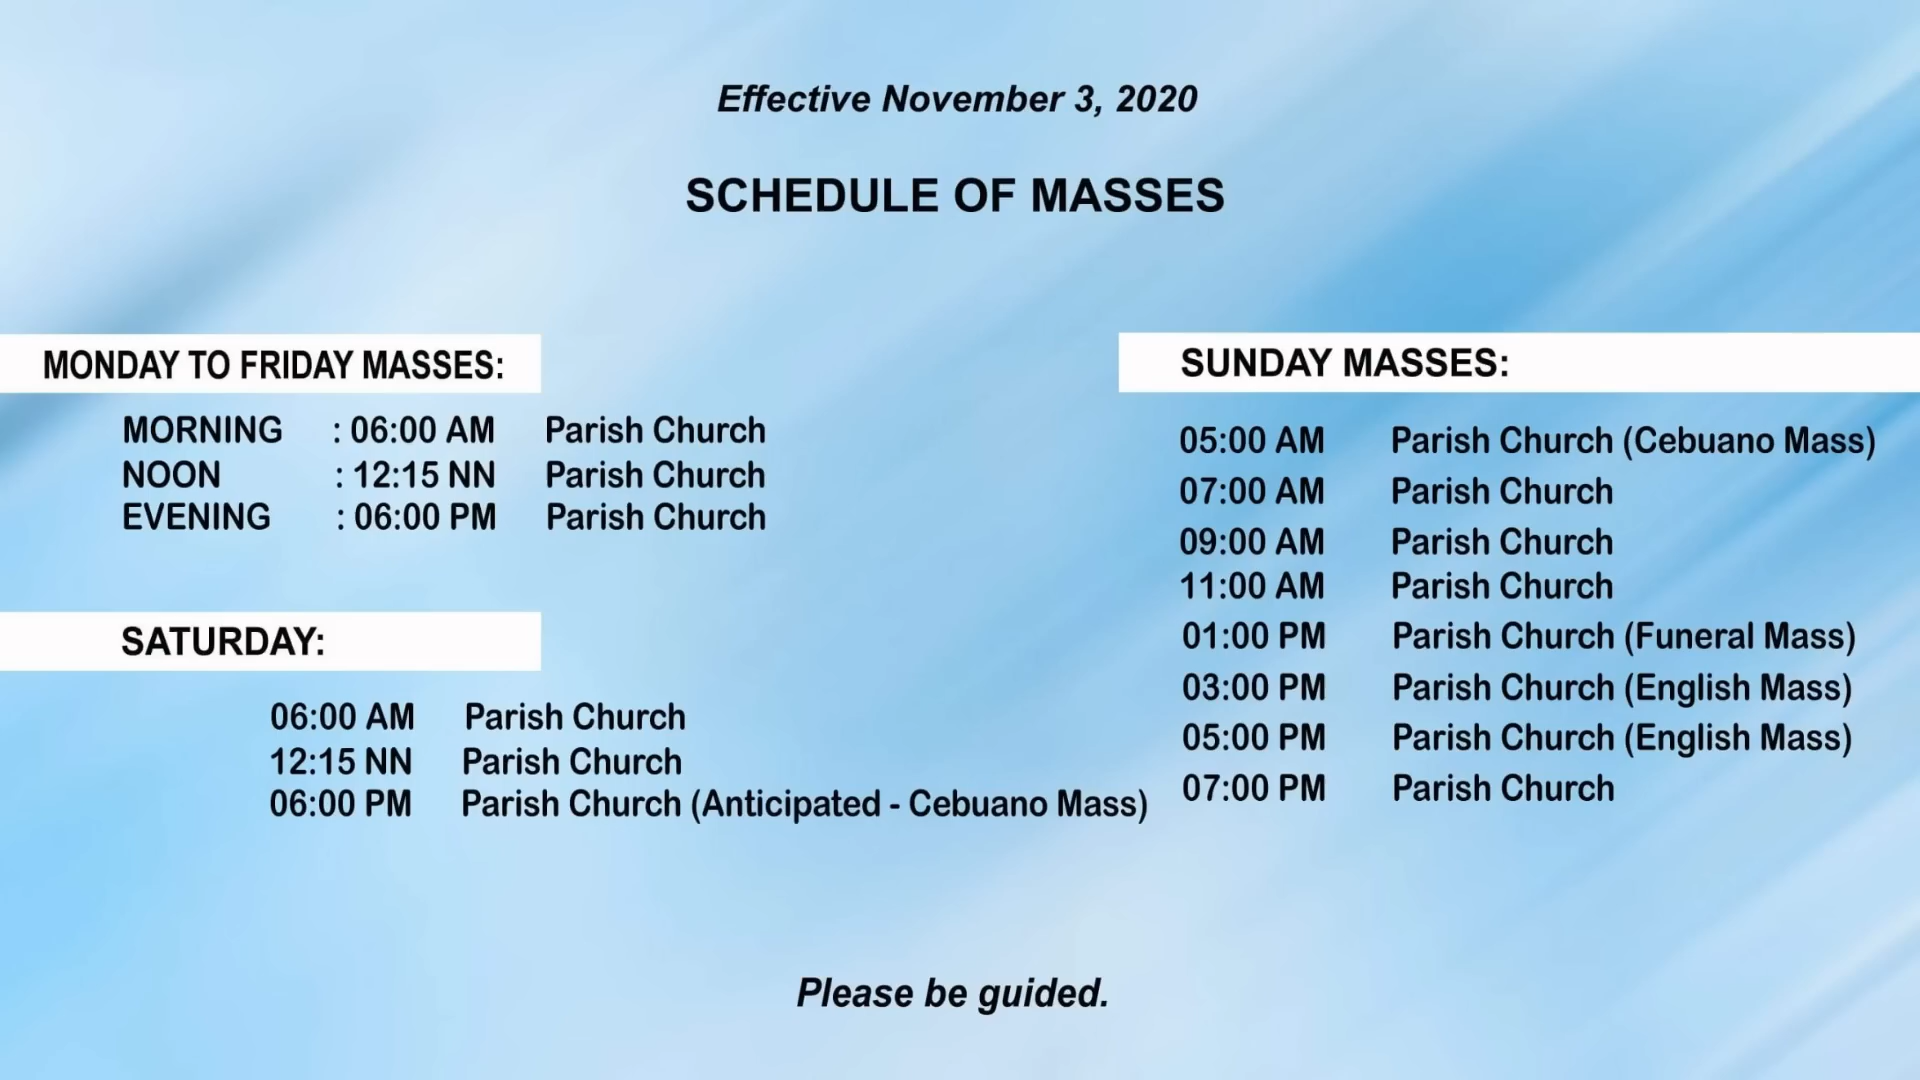 Effective November 3, 2020
SCHEDULE OF MASSES
MONDAY TO FRIDAY MASSES:
MORNING : 06:00 AM Parish Church
NOON : 12:15 NN Parish Church
EVENING : 06:00 PM Parish Church
SATURDAY:
06:00 AM Parish Church
12:15 NN Parish Church
06:00 PM Parish Church (Anticipated - Cebuano Mass)
SUNDAY MASSES:
05:00 AM Parish Church (Cebuano Mass)
07:00 AM Parish Church
09:00 AM Parish Church
11:00 AM Parish Church
01:00 PM Parish Church (Funeral Mass)
03:00 PM Parish Church (English Mass)
05:00 PM Parish Church (English Mass)
07:00 PM Parish Church
Please be guided.